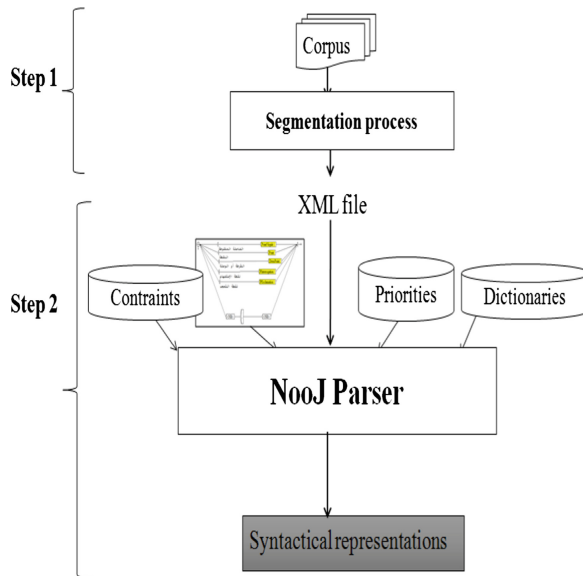 Corpus
Step 1
Segmentation process
XML file
Step 2
Contraints
Priorities
Dictionaries
NooJ Parser
Syntactical representations